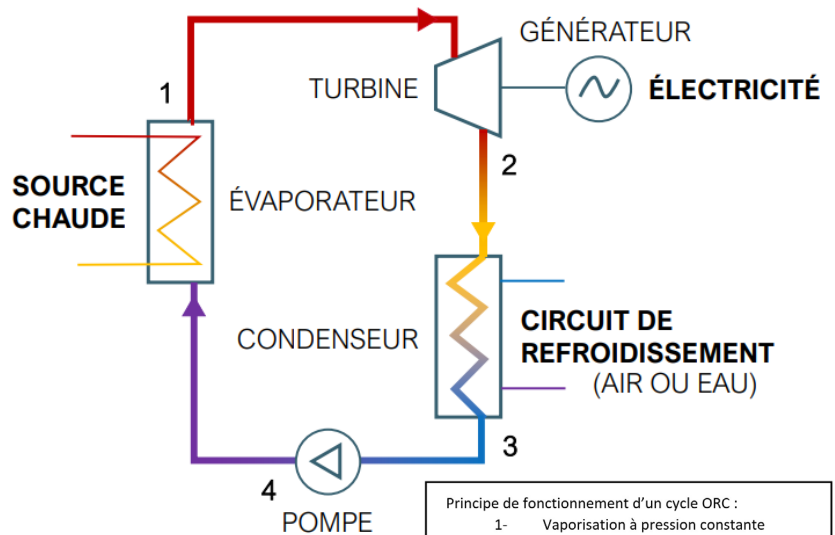 GÉNÉRATEUR
1
TURBINE
ÉLECTRICITÉ
2
SOURCE
CHAUDE
ÉVAPORATEUR
CONDENSEUR
CIRCUIT DE
REFROIDISSEMENT
(AIR OU EAU)
3
4
POMPE
Principe de fonctionnement d’un cycle ORC :
1- Vaporisation à pression constante